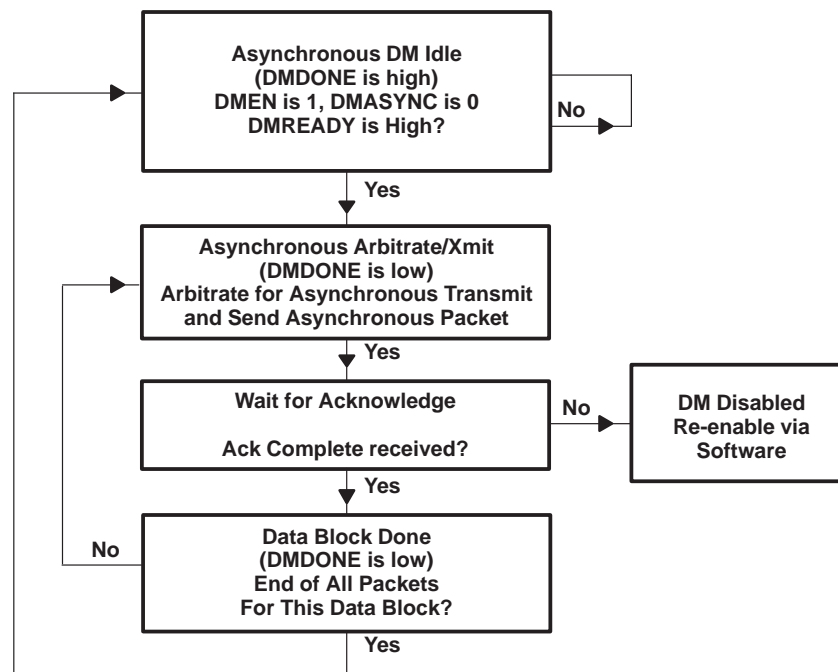 Asynchronous DM Idle
(DMDONE is high)
DMEN is 1, DMASYNC is 0
DMREADY is High?
No
Yes
Asynchronous Arbitrate/Xmit
(DMDONE is low)
Arbitrate for Asynchronous Transmit
and Send Asynchronous Packet
Yes
Wait for Acknowledge
Ack Complete received?
No
DM Disabled
Re-enable via
Software
Yes
Data Block Done
(DMDONE is low)
End of All Packets
For This Data Block?
No
Yes